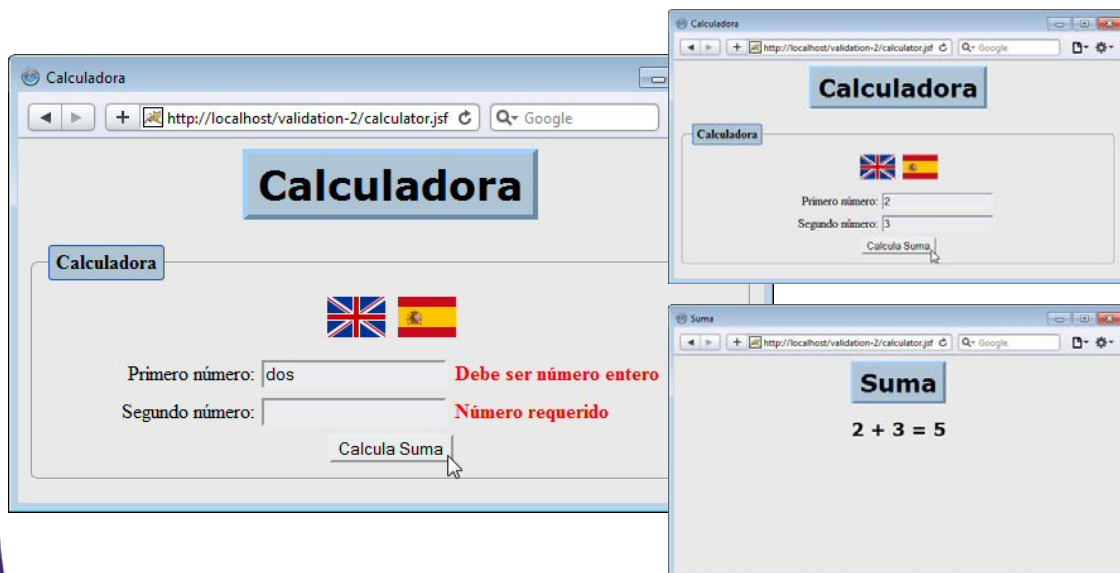 Calculadora
http://localhost/validation-2/calculator.jsf
Google
Calculadora
Calculadora
Primero número: dos Debe ser número entero
Segundo número: Número requerido
Calcula Suma
Calculadora
http://localhost/validation-2/calculator.jsf
Google
Calculadora
Calculadora
Primero número: 2
Segundo número: 3
Calcula Suma
Suma
http://localhost/validation-2/calculator.jsf
Google
Suma
2 + 3 = 5